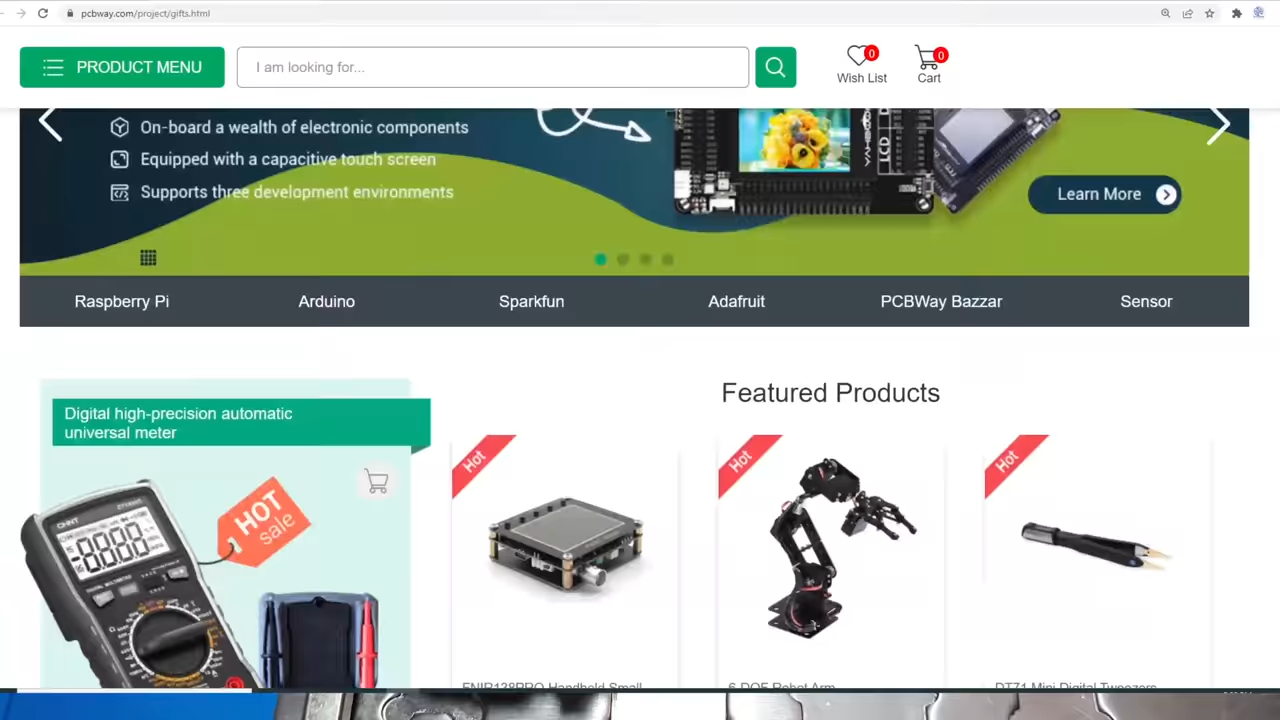 pcbway.com/project/gifts.html
PRODUCT MENU
I am looking for...
0
Wish List
0
Cart
On-board a wealth of electronic components
Equipped with a capacitive touch screen
Supports three development environments
LCD
Learn More
Raspberry Pi
Arduino
Sparkfun
Adafruit
PCBWay Bazzar
Sensor
Digital high-precision automatic
universal meter
Featured Products
HOT
sale
CHNT
Hot
Hot
Hot
Handheld Small
6 DOF Robot Arm
DT71 Mini Digital Tweezers